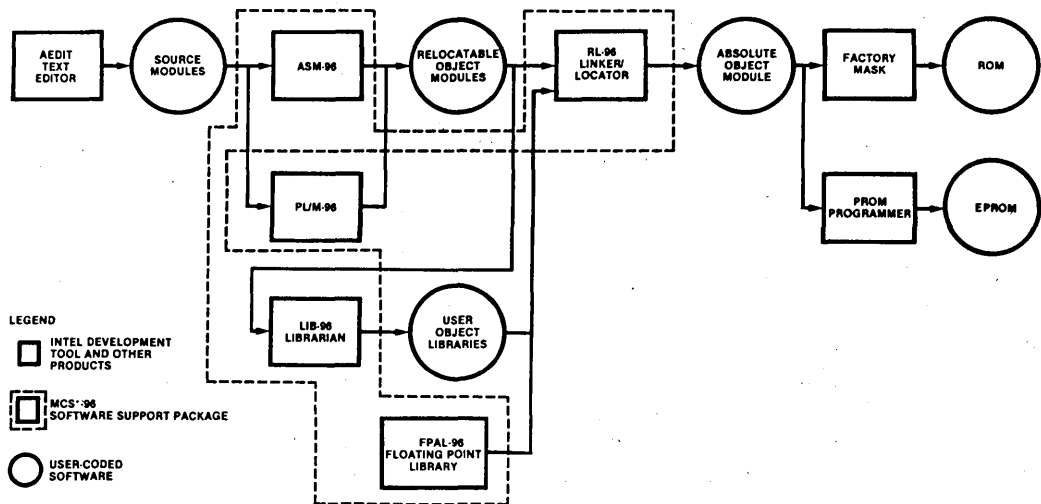 AEDIT
TEXT
EDITOR
SOURCE
MODULES
ASM-96
RELOCATABLE
OBJECT
MODULES
RL-96
LINKER/
LOCATOR
ABSOLUTE
OBJECT
MODULE
FACTORY
MASK
ROM
PL/M-96
PROM
PROGRAMMER
EPROM
LIB-96
LIBRARIAN
USER
OBJECT
LIBRARIES
FPAL-96
FLOATING POINT
LIBRARY
LEGEND
INTEL DEVELOPMENT
TOOL AND OTHER
PRODUCTS
MCS®-96
SOFTWARE SUPPORT PACKAGE
USER-CODED
SOFTWARE